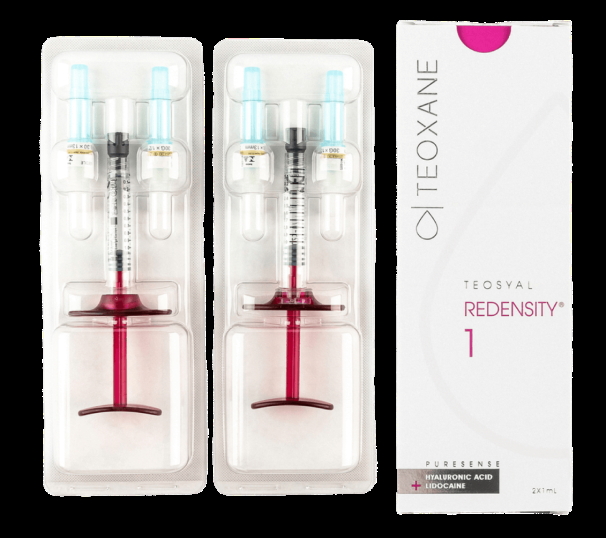 TEOXANE
TEOSYAL
REDENSITY®
1
PURESENSE
+ HYALURONIC ACID
LIDOCAINE
2X1mL